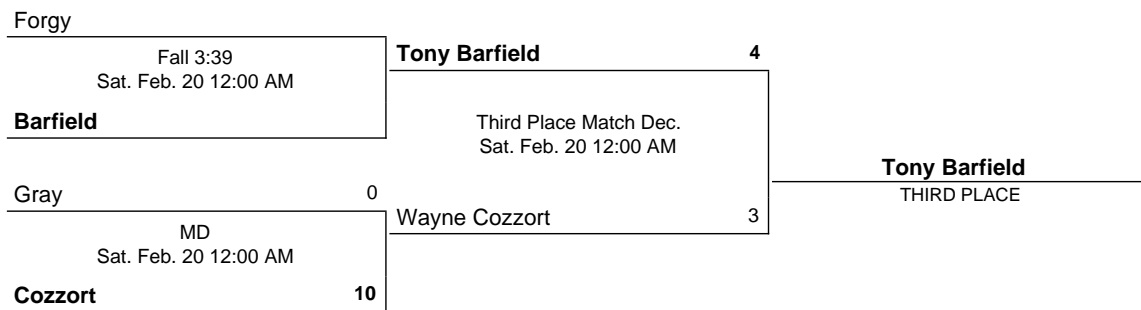 Forgy
Fall 3:39
Sat. Feb. 20 12:00 AM
Barfield
Tony Barfield 4
Third Place Match Dec.
Sat. Feb. 20 12:00 AM
Tony Barfield
THIRD PLACE
Gray 0
MD
Sat. Feb. 20 12:00 AM
Cozzort 10
Wayne Cozzort 3